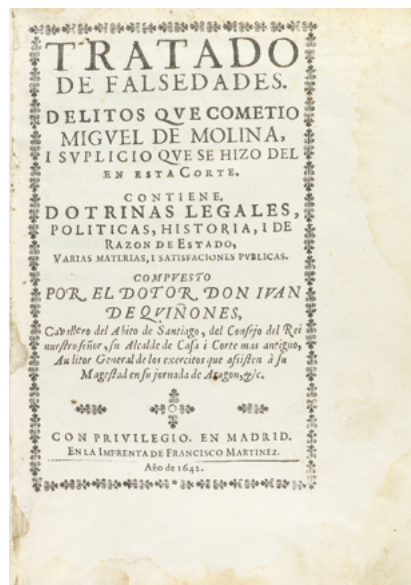 TRATADO
DE FALSEDADES.
DELITOS QVE COMETIO
MIGVEL DE MOLINA,
I SVPLICIO QVE SE HIZO DEL
EN ESTA CORTE.
CONTIENE,
DOTRINAS LEGALES,
POLITICAS, HISTORIA, I DE
RAZON DE ESTADO,
VARIAS MATERIAS, I SATISFACIONES PVBLICAS.
COMPVESTO
POR EL DOTOR DON IVAN
DE QVIÑONES,
Cavallero del Abito de Santiago, del Consejo del Rei
nuestro señor, su Alcalde de Casa i Corte mas antiguo,
Auditor General de los exercitos que assisten à su
Magestad en su jornada de Aragon, &c.
CON PRIVILEGIO. EN MADRID.
EN LA IMPRENTA DE FRANCISCO MARTINEZ.
Año de 1642.